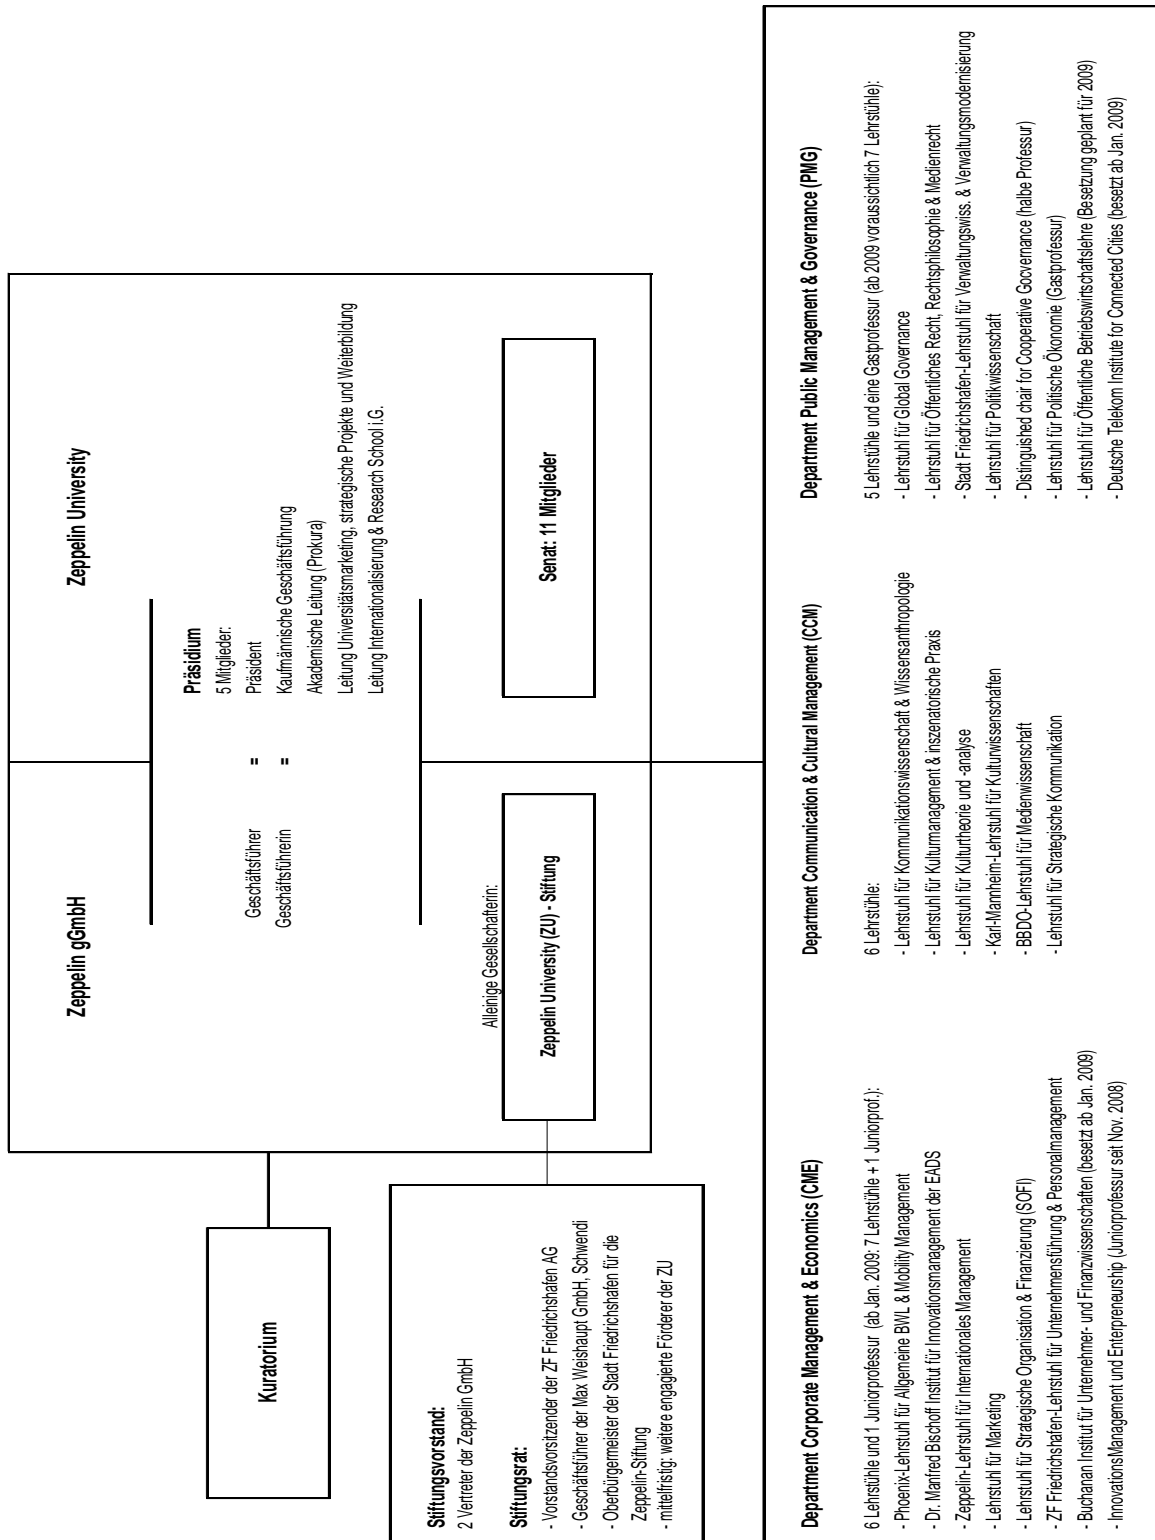 Zeppelin gGmbH
Zeppelin University
Präsidium
5 Mitglieder:
Geschäftsführer = Präsident
Geschäftsführerin = Kaufmännische Geschäftsführung
Akademische Leitung (Prokura)
Leitung Universitätsmarketing, strategische Projekte und Weiterbildung
Leitung Internationalisierung & Research School i.G.
Kuratorium
Alleinige Gesellschafterin:
Zeppelin University (ZU) - Stiftung
Senat: 11 Mitglieder
Stiftungsvorstand:
2 Vertreter der Zeppelin GmbH
Stiftungsrat:
- Vorstandsvorsitzender der ZF Friedrichshafen AG
- Geschäftsführer der Max Weishaupt GmbH, Schwendi
- Oberbürgermeister der Stadt Friedrichshafen für die
Zeppelin-Stiftung
- mittelfristig: weitere engagierte Förderer der ZU
Department Corporate Management & Economics (CME)
6 Lehrstühle und 1 Juniorprofessur (ab Jan. 2009: 7 Lehrstühle + 1 Juniorprof.):
- Phoenix-Lehrstuhl für Allgemeine BWL & Mobility Management
- Dr. Manfred Bischoff Institut für Innovationsmanagement der EADS
- Zeppelin-Lehrstuhl für Internationales Management
- Lehrstuhl für Marketing
- Lehrstuhl für Strategische Organisation & Finanzierung (SOFI)
- ZF Friedrichshafen-Lehrstuhl für Unternehmensführung & Personalmanagement
- Buchanan Institut für Unternehmer- und Finanzwissenschaften (besetzt ab Jan. 2009)
- InnovationsManagement und Enterpreneurship (Juniorprofessur seit Nov. 2008)
Department Communication & Cultural Management (CCM)
6 Lehrstühle:
- Lehrstuhl für Kommunikationswissenschaft & Wissensanthropologie
- Lehrstuhl für Kulturmanagement & inszenatorische Praxis
- Lehrstuhl für Kulturtheorie und -analyse
- Karl-Mannheim-Lehrstuhl für Kulturwissenschaften
- BBDO-Lehrstuhl für Medienwissenschaft
- Lehrstuhl für Strategische Kommunikation
Department Public Management & Governance (PMG)
5 Lehrstühle und eine Gastprofessur (ab 2009 voraussichtlich 7 Lehrstühle):
- Lehrstuhl für Global Governance
- Lehrstuhl für Öffentliches Recht, Rechtsphilosophie & Medienrecht
- Stadt Friedrichshafen-Lehrstuhl für Verwaltungswiss. & Verwaltungsmodernisierung
- Lehrstuhl für Politikwissenschaft
- Distinguished chair for Cooperative Gocvernance (halbe Professur)
- Lehrstuhl für Politische Ökonomie (Gastprofessur)
- Lehrstuhl für Öffentliche Betriebswirtschaftslehre (Besetzung geplant für 2009)
- Deutsche Telekom Institute for Connected Cities (besetzt ab Jan. 2009)